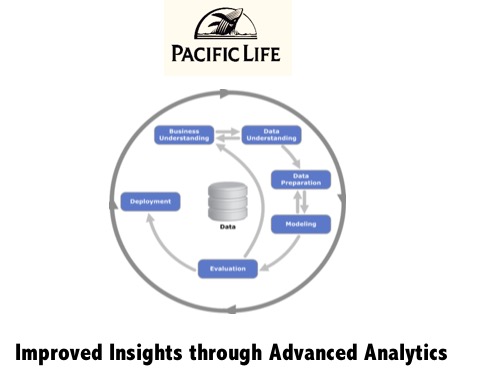 PACIFIC LIFE
Business
Understanding
Data
Understanding
Data
Preparation
Modeling
Deployment
Data
Evaluation
Improved Insights through Advanced Analytics